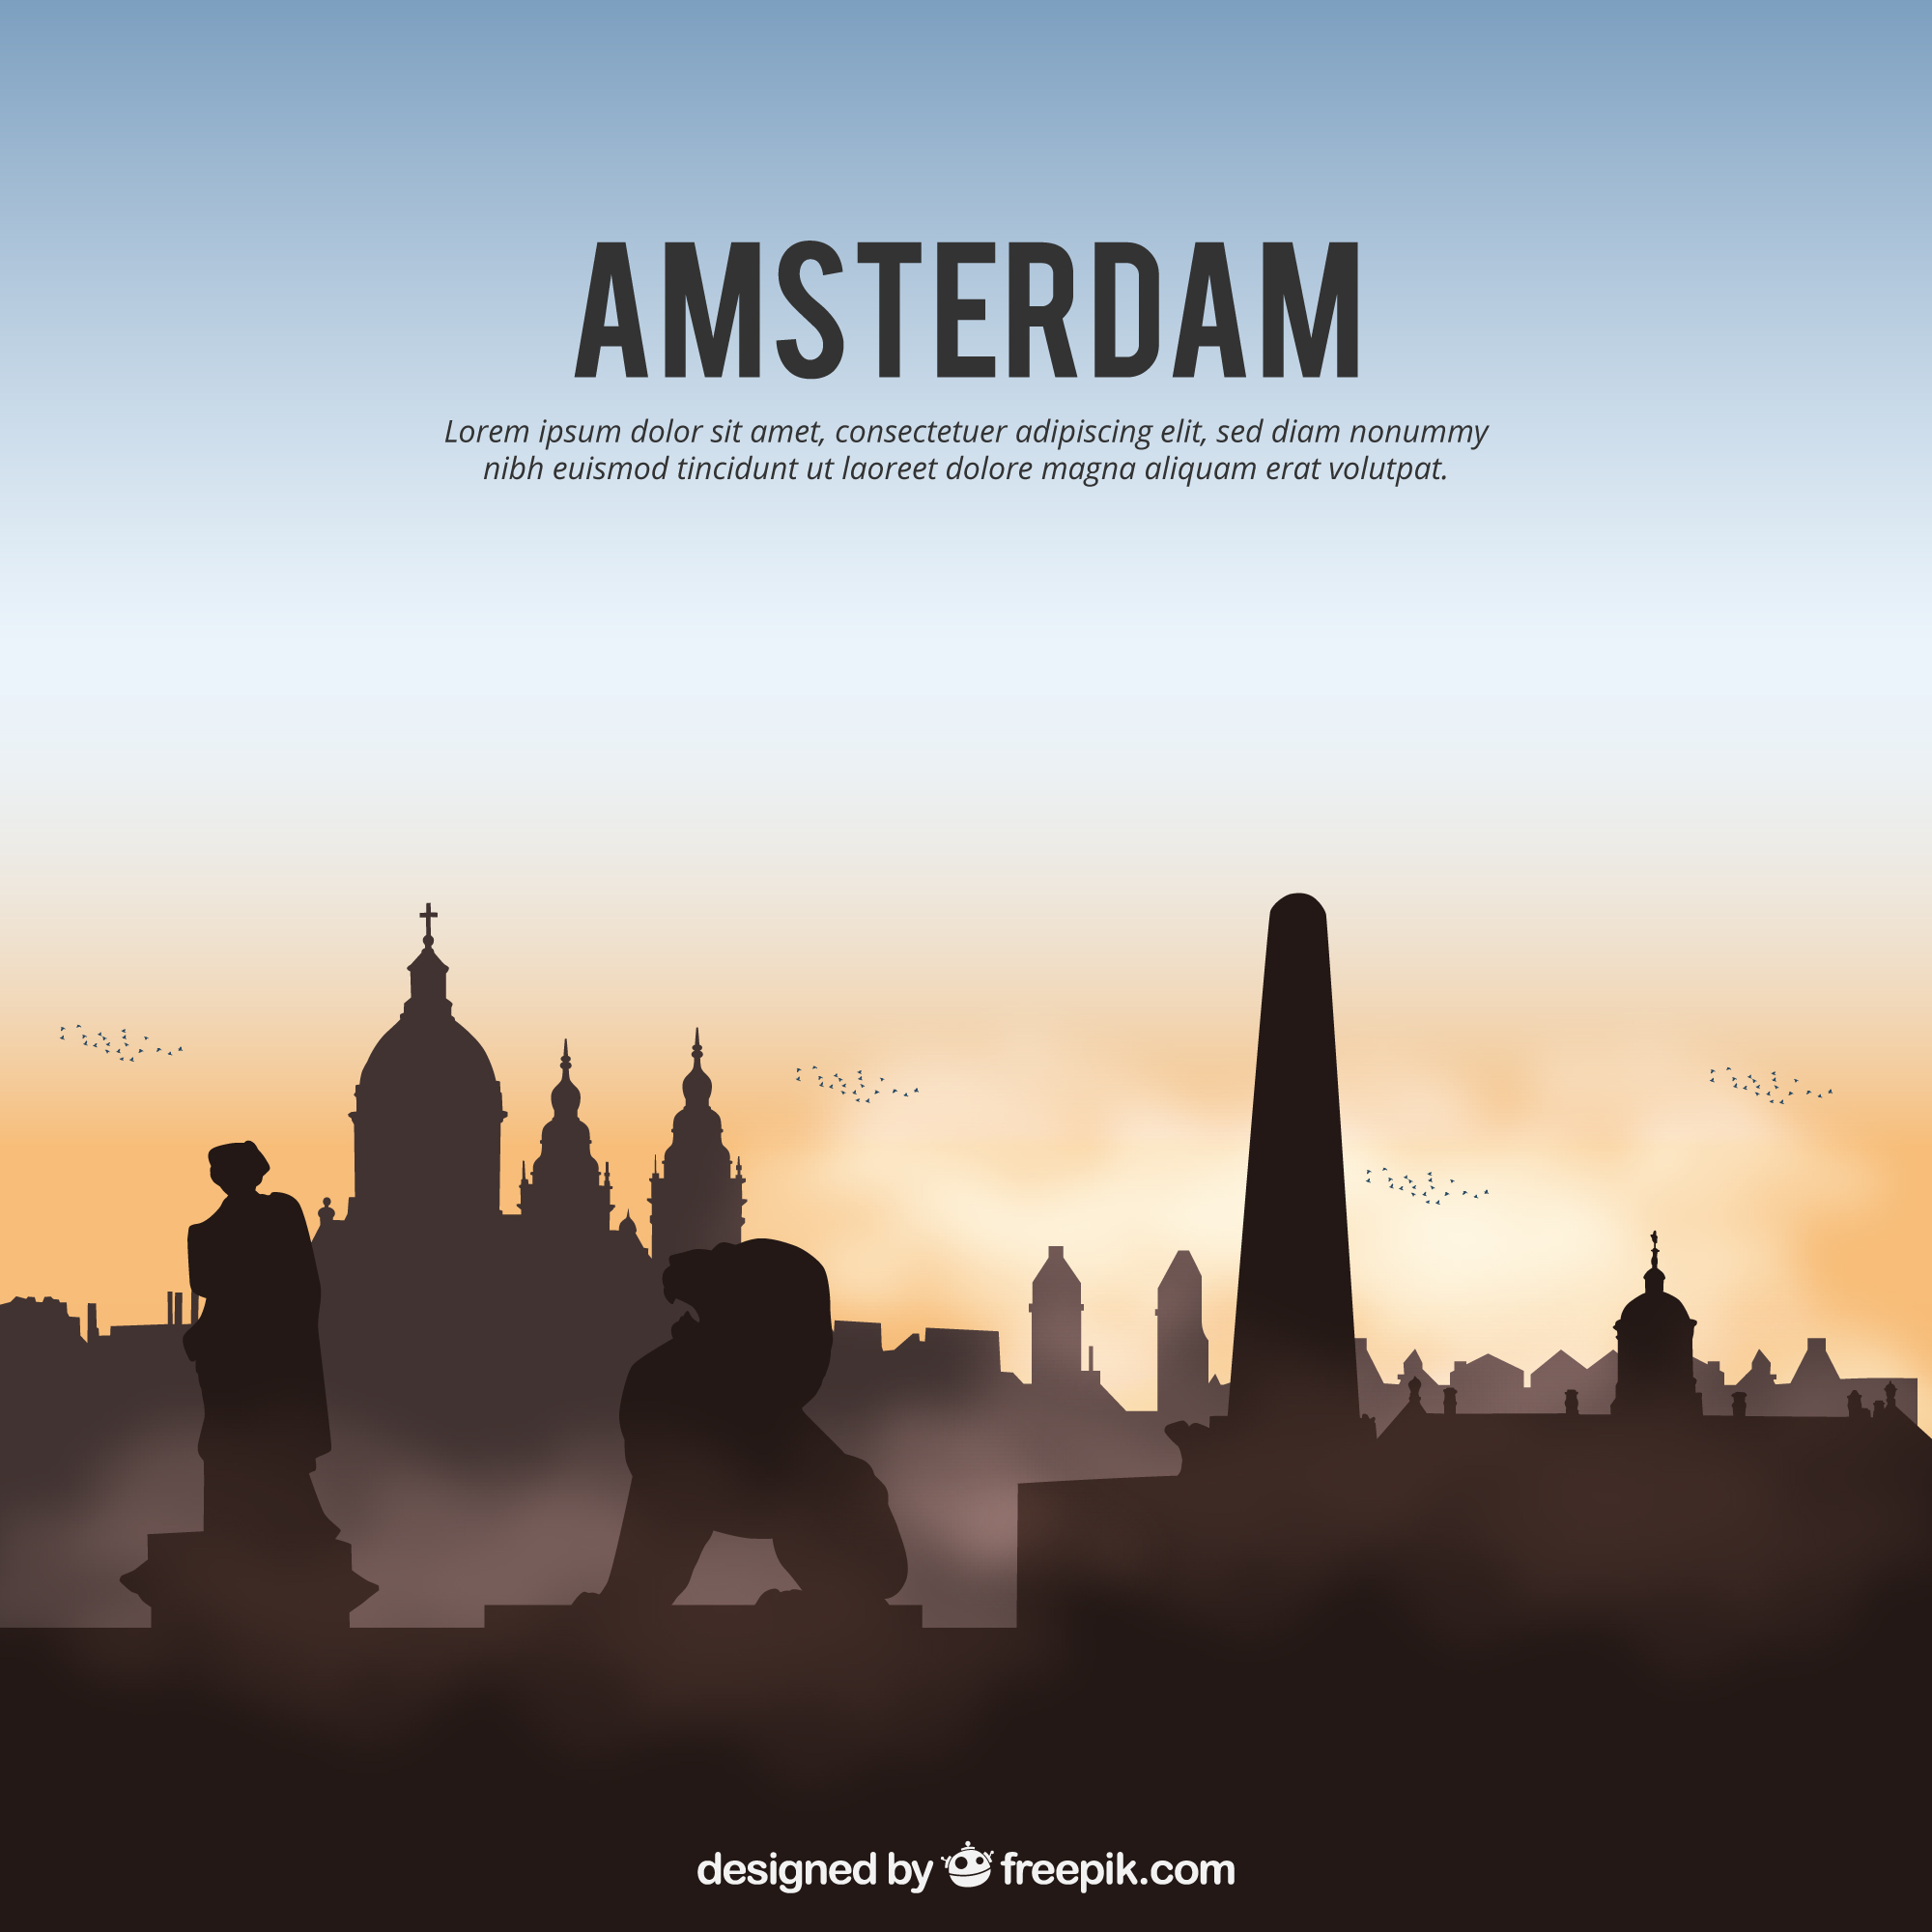 AMSTERDAM
Lorem ipsum dolor sit amet, consectetuer adipiscing elit, sed diam nonummy
nibh euismod tincidunt ut laoreet dolore magna aliquam erat volutpat.
designed by freepik.com